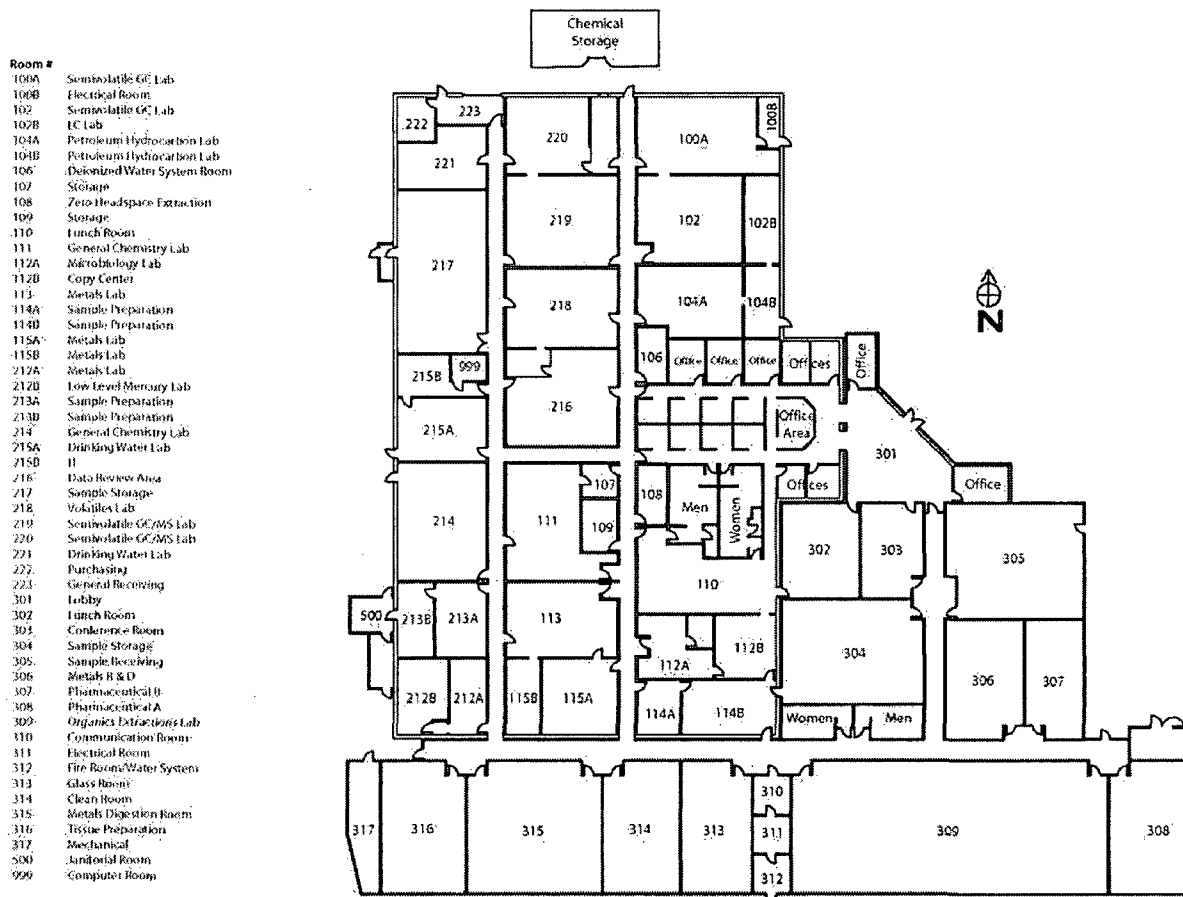 Chemical
Storage
Room #
100A Semivolatile GC Lab
100B Electrical Room
102 Semivolatile GC Lab
102B LC Lab
104A Petroleum Hydrocarbon Lab
104B Petroleum Hydrocarbon Lab
106 Deionized Water System Room
107 Storage
108 Zero Headspace Extraction
109 Storage
110 Lunch Room
111 General Chemistry Lab
112A Microbiology Lab
112B Copy Center
113 Metals Lab
114A Sample Preparation
114B Sample Preparation
115A Metals Lab
115B Metals Lab
212A Metals Lab
212B Low Level Mercury Lab
213A Sample Preparation
213B Sample Preparation
214 General Chemistry Lab
215A Drinking Water Lab
215B
216 Data Review Area
217 Sample Storage
218 Volatiles Lab
219 Semivolatile GC/MS Lab
220 Semivolatile GC/MS Lab
221 Drinking Water Lab
222 Purchasing
223 General Receiving
301 Lobby
302 Lunch Room
303 Conference Room
304 Sample Storage
305 Sample Receiving
306 Metals R & D
307 Pharmaceutical
308 Pharmaceutical A
309 Organics Extractions Lab
310 Communication Room
311 Electrical Room
312 Fire Room/Water System
313 Glass Room
314 Clean Room
315 Metals Digestion Room
316 Tissue Preparation
317 Mechanical
500 Janitorial Room
999 Computer Room
222 223 220 100A 100B
221
219 102 102B
217
218 104A 104B
N
215B 999 106 Office Office Office Offices Office
215A 216 Office
Area
301
Offices Office
214 111 107 108 Men Women
109
302 303 305
110
500 213B 213A 113
112A 112B 304
306 307
212B 212A 115B 115A 114A 114B
Women Men
317 316 315 314 313 310
311
312
309 308